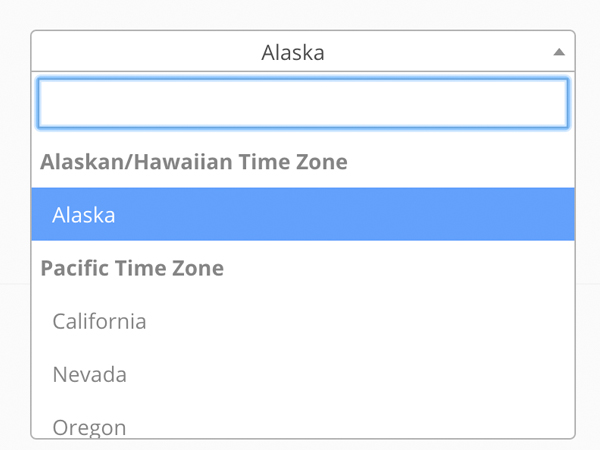 Alaska
Alaskan/Hawaiian Time Zone
Alaska
Pacific Time Zone
California
Nevada
Oregon